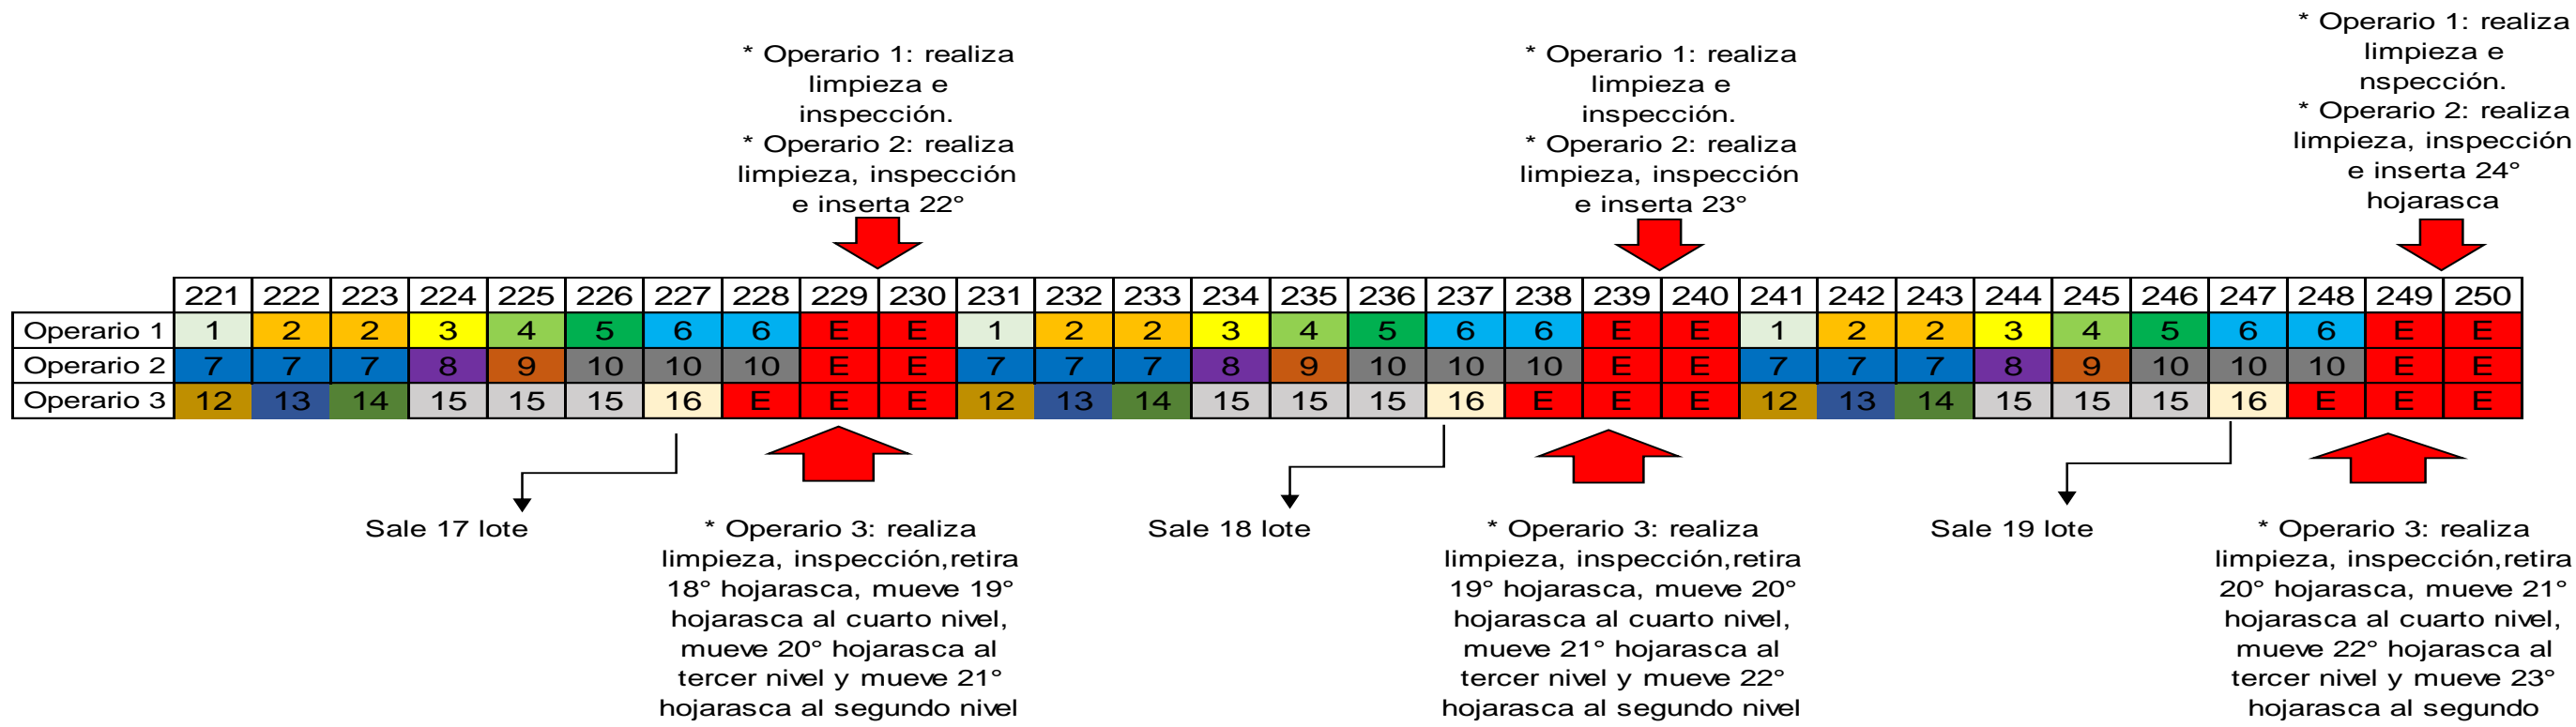 * Operario 1: realiza
limpieza e
inspección.
* Operario 2: realiza
limpieza, inspección
e inserta 22°
* Operario 1: realiza
limpieza e
inspección.
* Operario 2: realiza
limpieza, inspección
e inserta 23°
* Operario 1: realiza
limpieza e
nspección.
* Operario 2: realiza
limpieza, inspección
e inserta 24°
hojarasca
221 222 223 224 225 226 227 228 229 230 231 232 233 234 235 236 237 238 239 240 241 242 243 244 245 246 247 248 249 250
Operario 1 1 2 2 3 4 5 6 6 E E 1 2 2 3 4 5 6 6 E E 1 2 2 3 4 5 6 6 E E
Operario 2 7 7 7 8 9 10 10 10 E E 7 7 7 8 9 10 10 10 E E 7 7 7 8 9 10 10 10 E E
Operario 3 12 13 14 15 15 15 16 E E E 12 13 14 15 15 15 16 E E E 12 13 14 15 15 15 16 E E E
Sale 17 lote
* Operario 3: realiza
limpieza, inspección,retira
18° hojarasca, mueve 19°
hojarasca al cuarto nivel,
mueve 20° hojarasca al
tercer nivel y mueve 21°
hojarasca al segundo nivel
Sale 18 lote
* Operario 3: realiza
limpieza, inspección,retira
19° hojarasca, mueve 20°
hojarasca al cuarto nivel,
mueve 21° hojarasca al
tercer nivel y mueve 22°
hojarasca al segundo nivel
Sale 19 lote
* Operario 3: realiza
limpieza, inspección,retira
20° hojarasca, mueve 21°
hojarasca al cuarto nivel,
mueve 22° hojarasca al
tercer nivel y mueve 23°
hojarasca al segundo